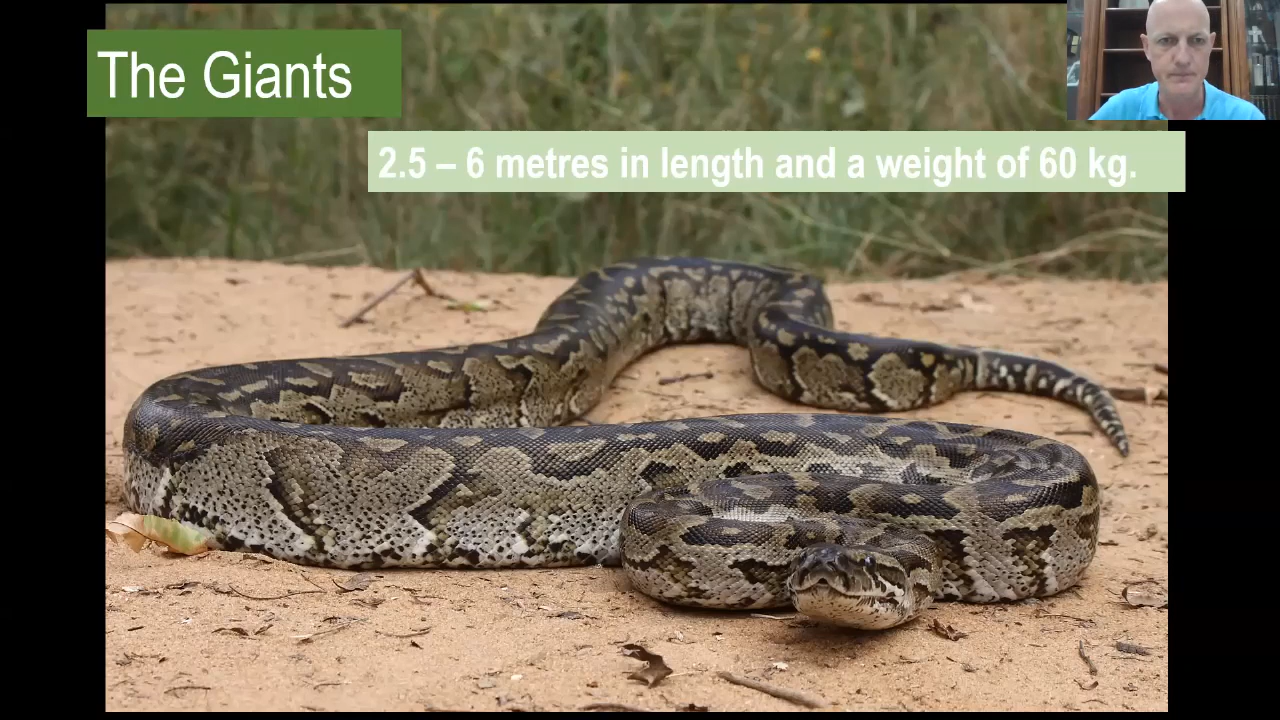 The Giants
2.5 – 6 metres in length and a weight of 60 kg.